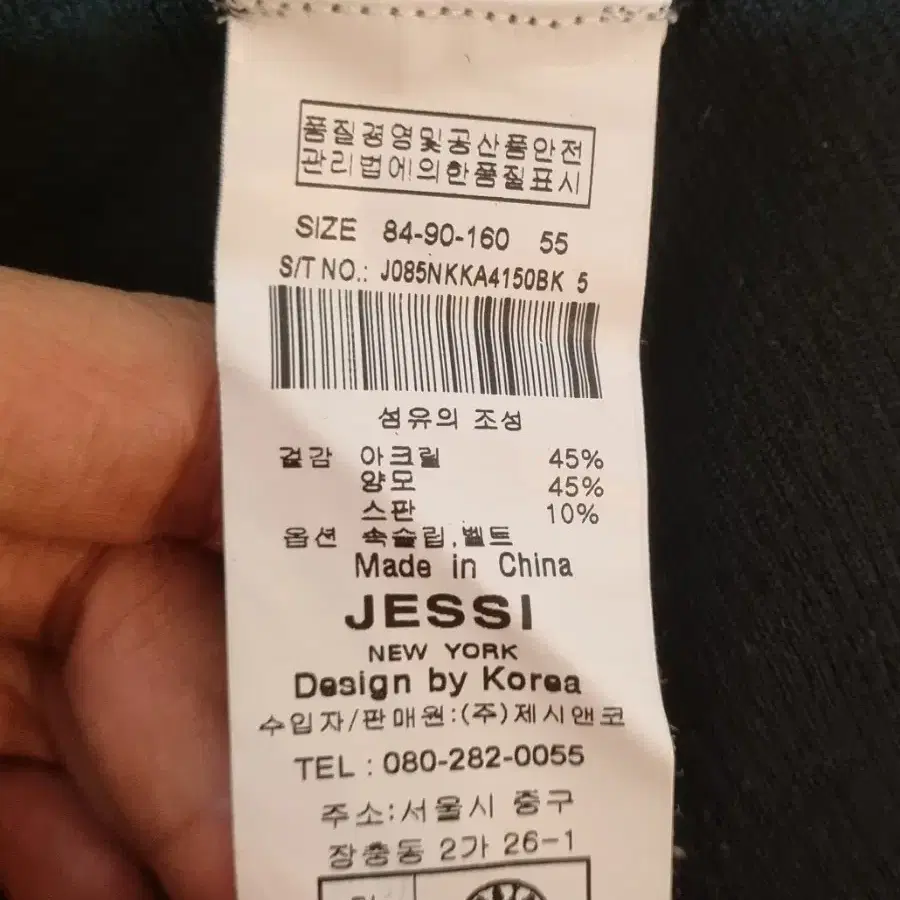 품질경영및공산품안전
관리법에의한품질표시
SIZE 84-90-160 55
S/T NO.: J085NKKA4150BK 5
섬유의 조성
겉감 아크릴 45%
양모 45%
스판 10%
옵션 속슬립,벨트
Made in China
JESSI
NEW YORK
Design by Korea
수입자/판매원:(주)제시앤코
TEL : 080-282-0055
주소:서울시 중구
장충동 2가 26-1